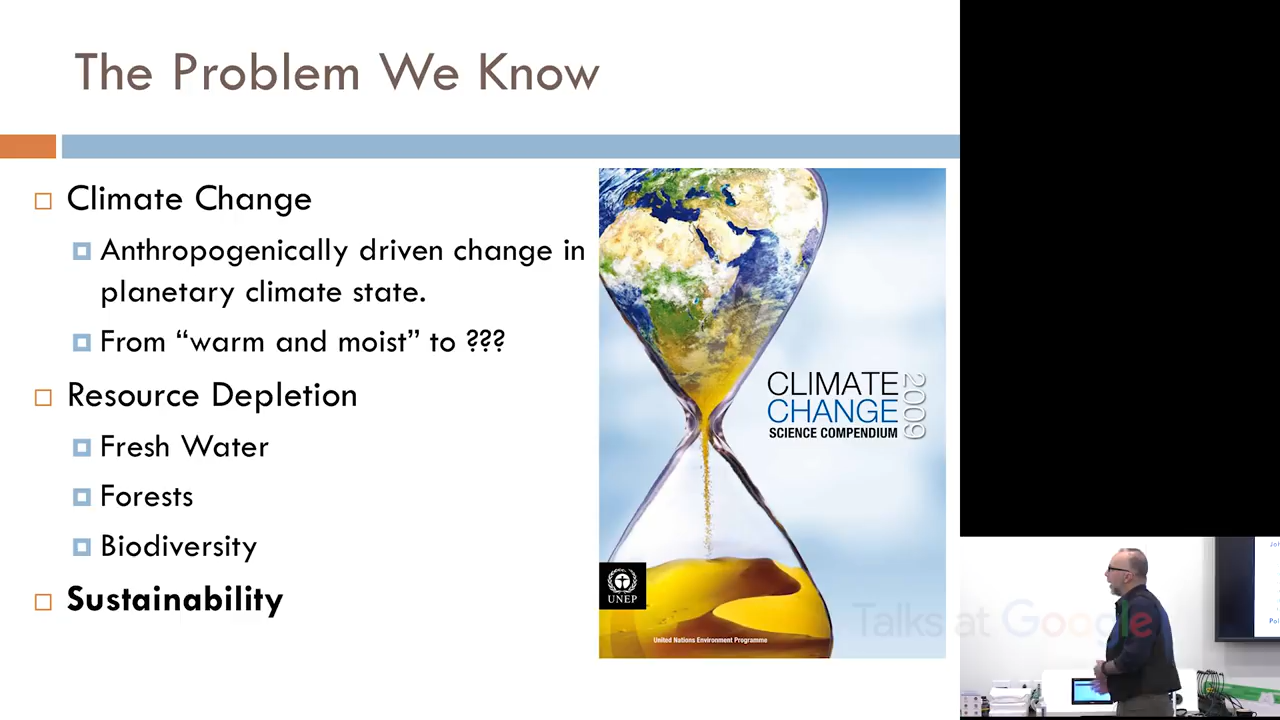 The Problem We Know
Climate Change
Anthropogenically driven change in
planetary climate state.
From “warm and moist” to ???
Resource Depletion
Fresh Water
Forests
Biodiversity
Sustainability
CLIMATE
CHANGE
2009
SCIENCE COMPENDIUM
UNEP
United Nations Environment Programme
Talks at Google